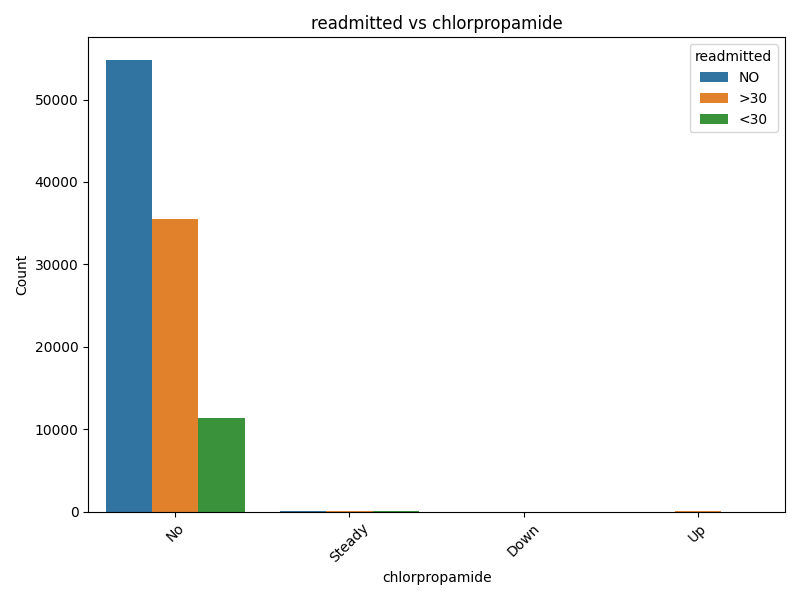 readmitted vs chlorpropamide
readmitted
NO
>30
<30
Count
50000
40000
30000
20000
10000
0
No
Steady
Down
Up
chlorpropamide